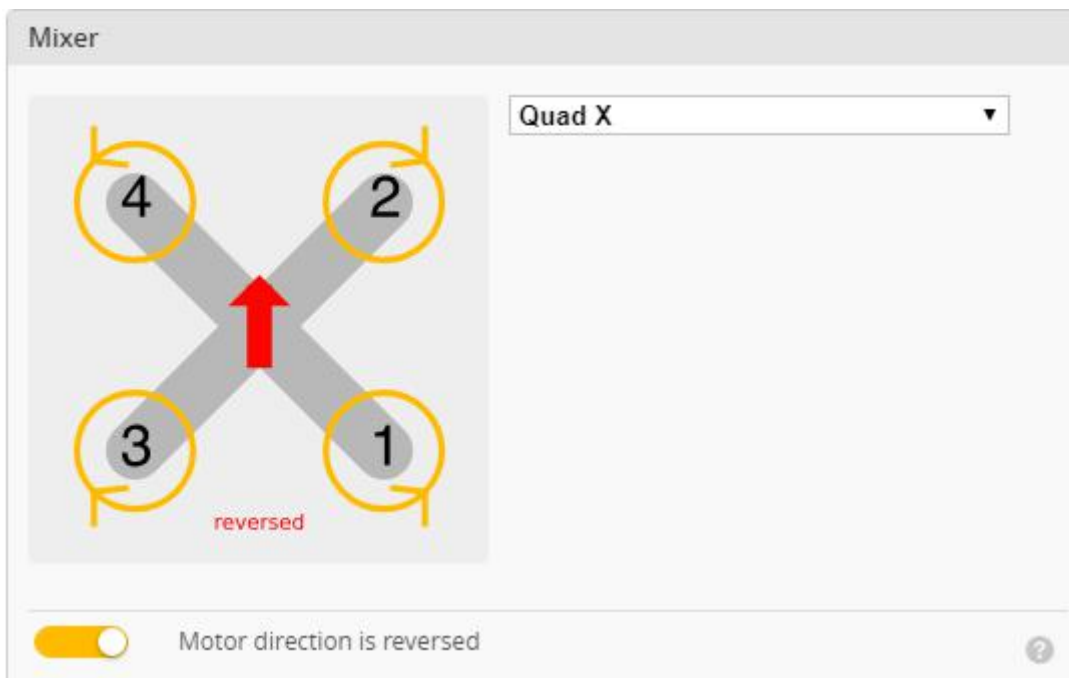 Mixer
Quad X
4 2
3 1
reversed
Motor direction is reversed
?